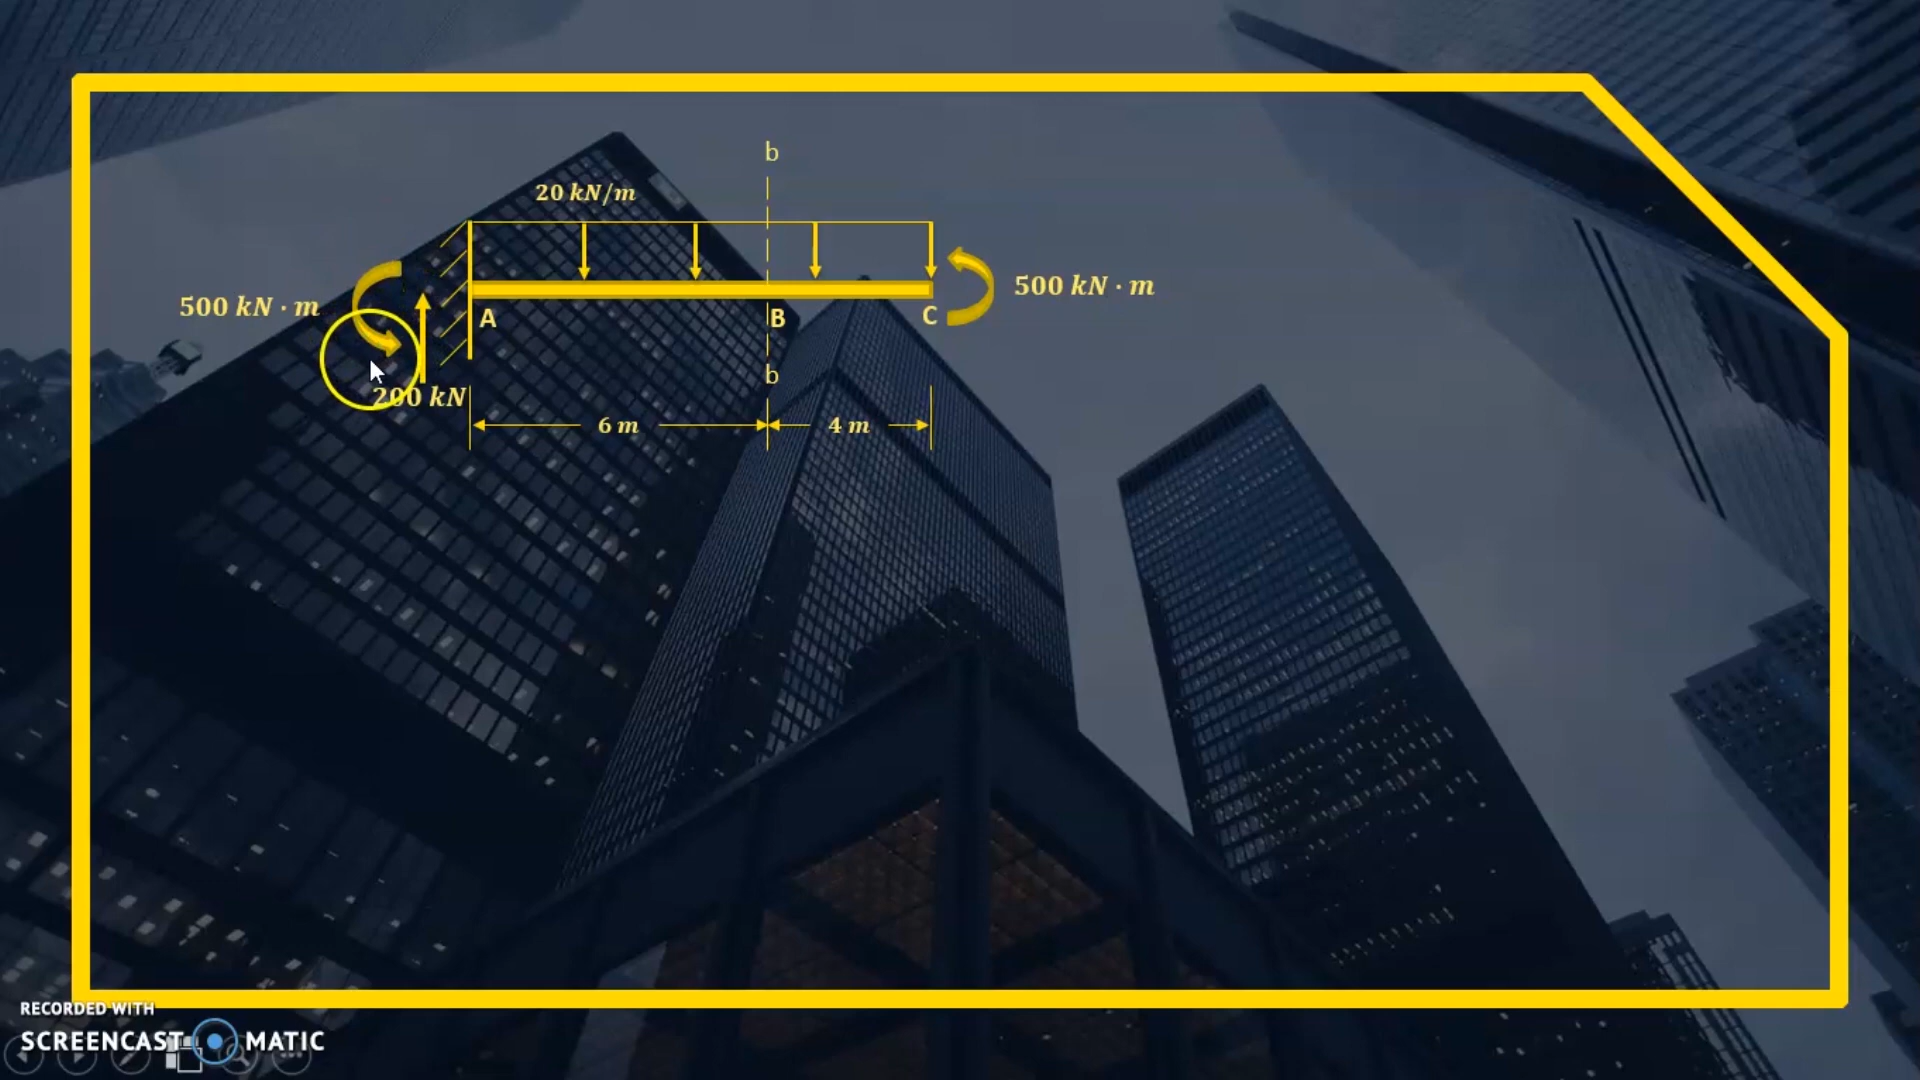 b
20 kN/m
500 kN · m
500 kN · m
A
B
C
b
200 kN
6 m
4 m
RECORDED WITH
SCREENCAST MATIC